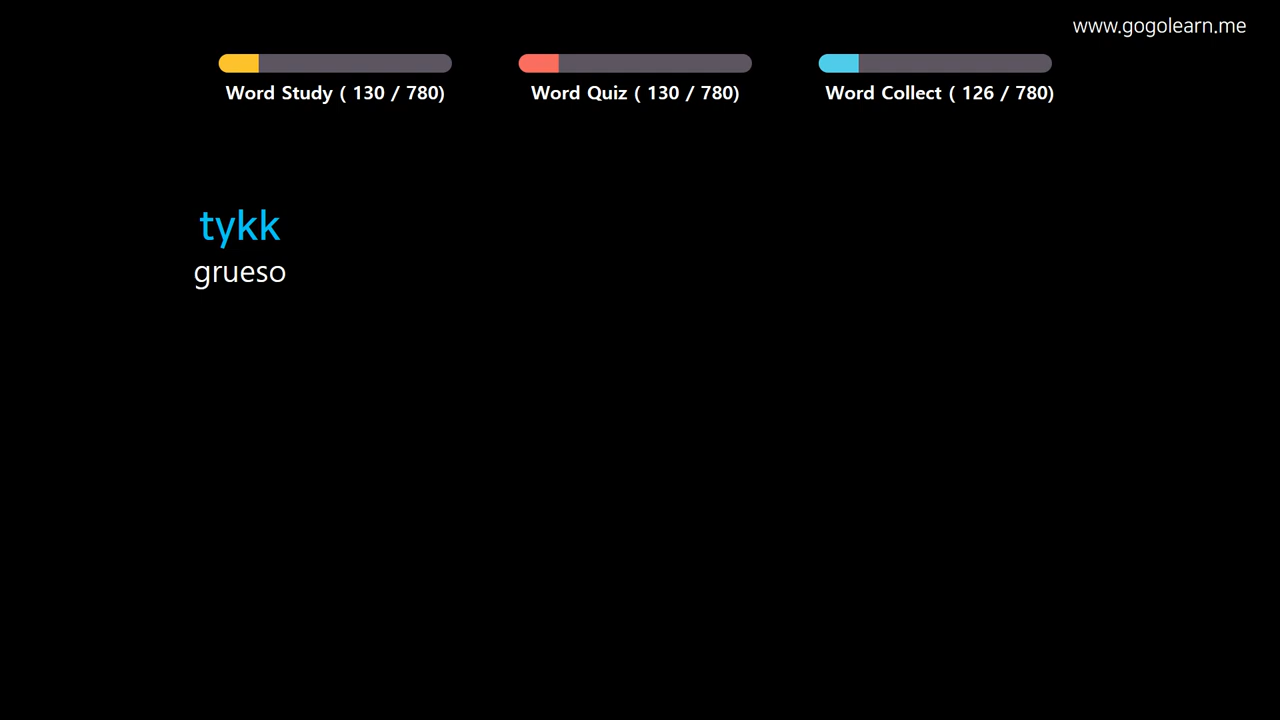 www.gogolearn.me
Word Study ( 130 / 780)
Word Quiz ( 130 / 780)
Word Collect ( 126 / 780)
tykk
grueso